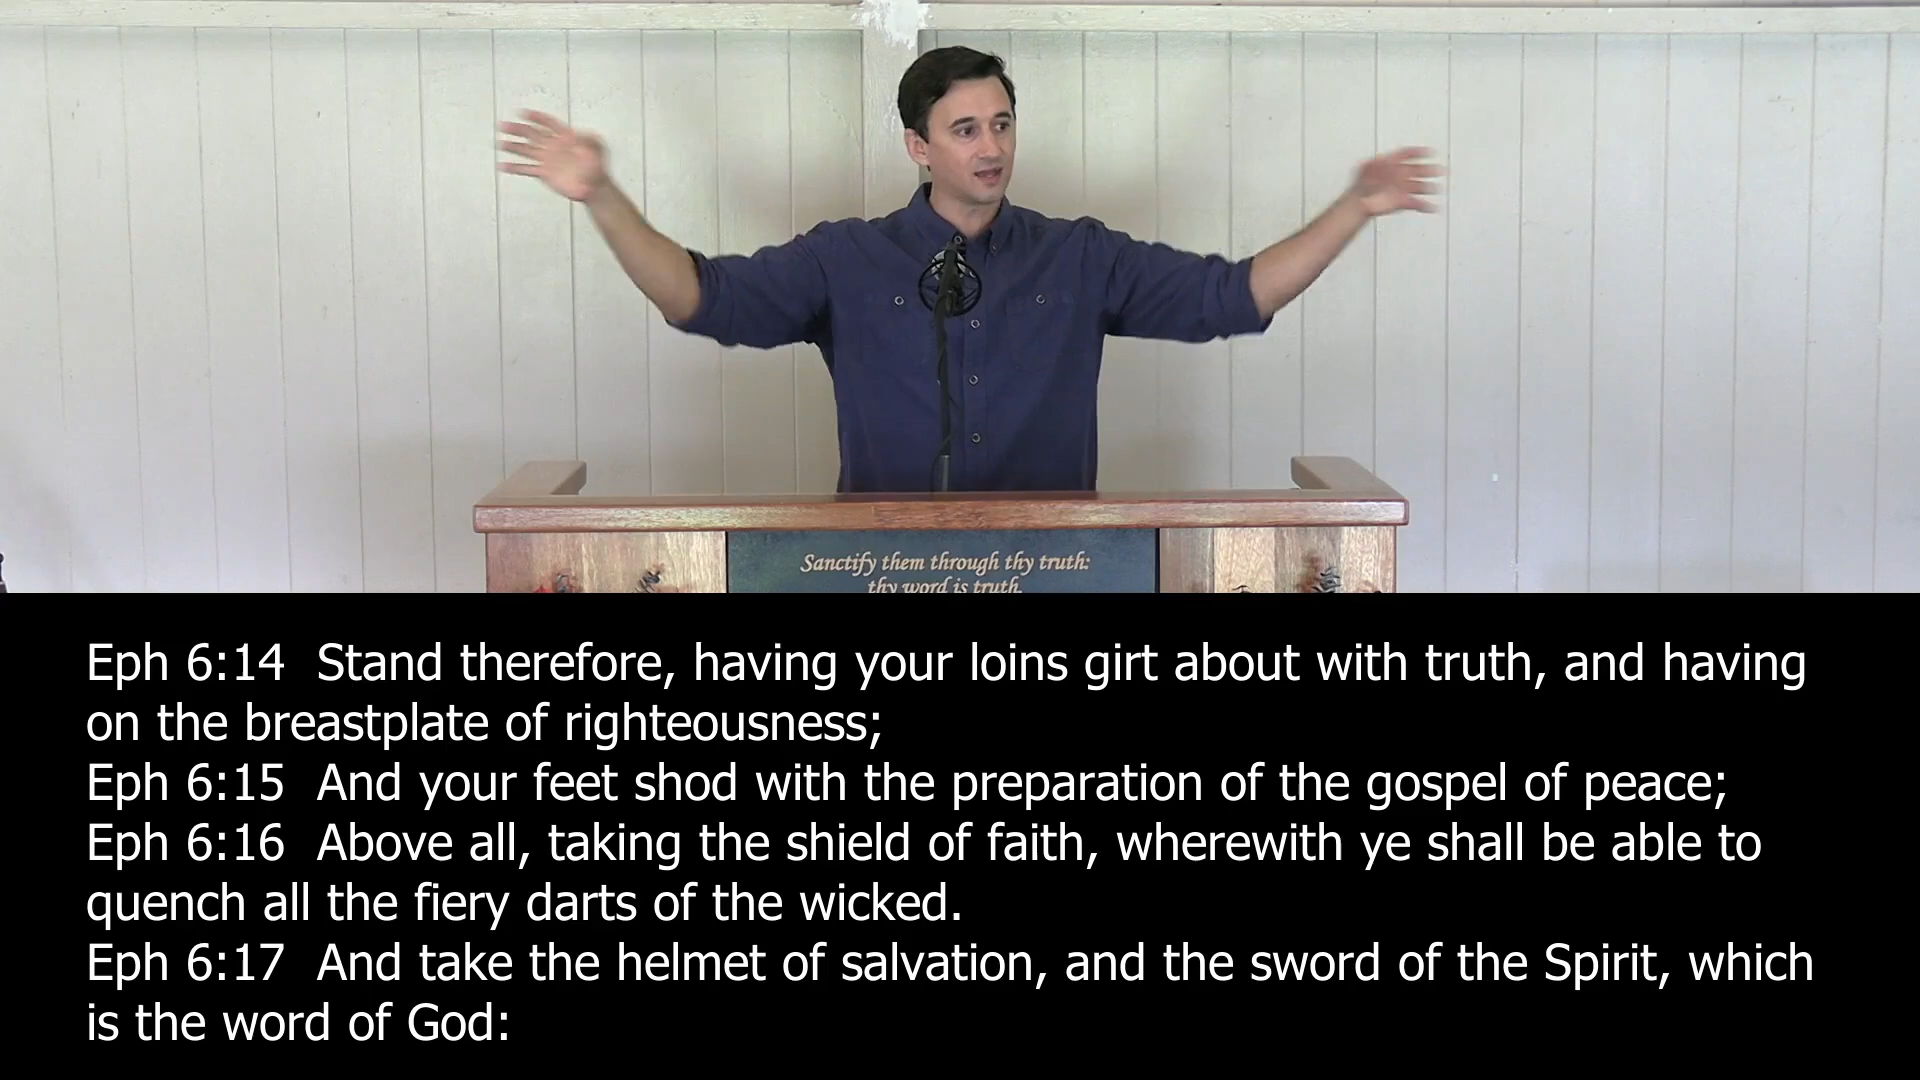 Sanctify them through thy truth:
thy word is truth.
Eph 6:14  Stand therefore, having your loins girt about with truth, and having
on the breastplate of righteousness;
Eph 6:15  And your feet shod with the preparation of the gospel of peace;
Eph 6:16  Above all, taking the shield of faith, wherewith ye shall be able to
quench all the fiery darts of the wicked.
Eph 6:17  And take the helmet of salvation, and the sword of the Spirit, which
is the word of God: